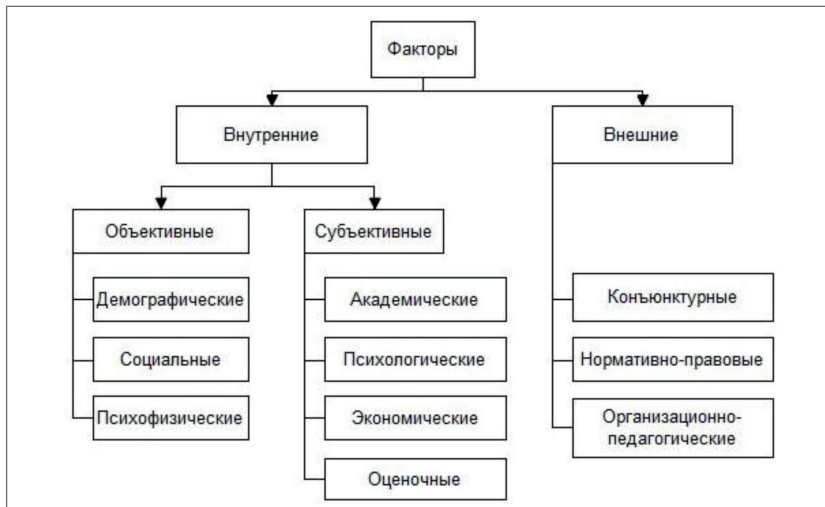 Факторы
Внутренние
Внешние
Объективные
Субъективные
Демографические
Социальные
Психофизические
Академические
Психологические
Экономические
Оценочные
Конъюнктурные
Нормативно-правовые
Организационно-
педагогические